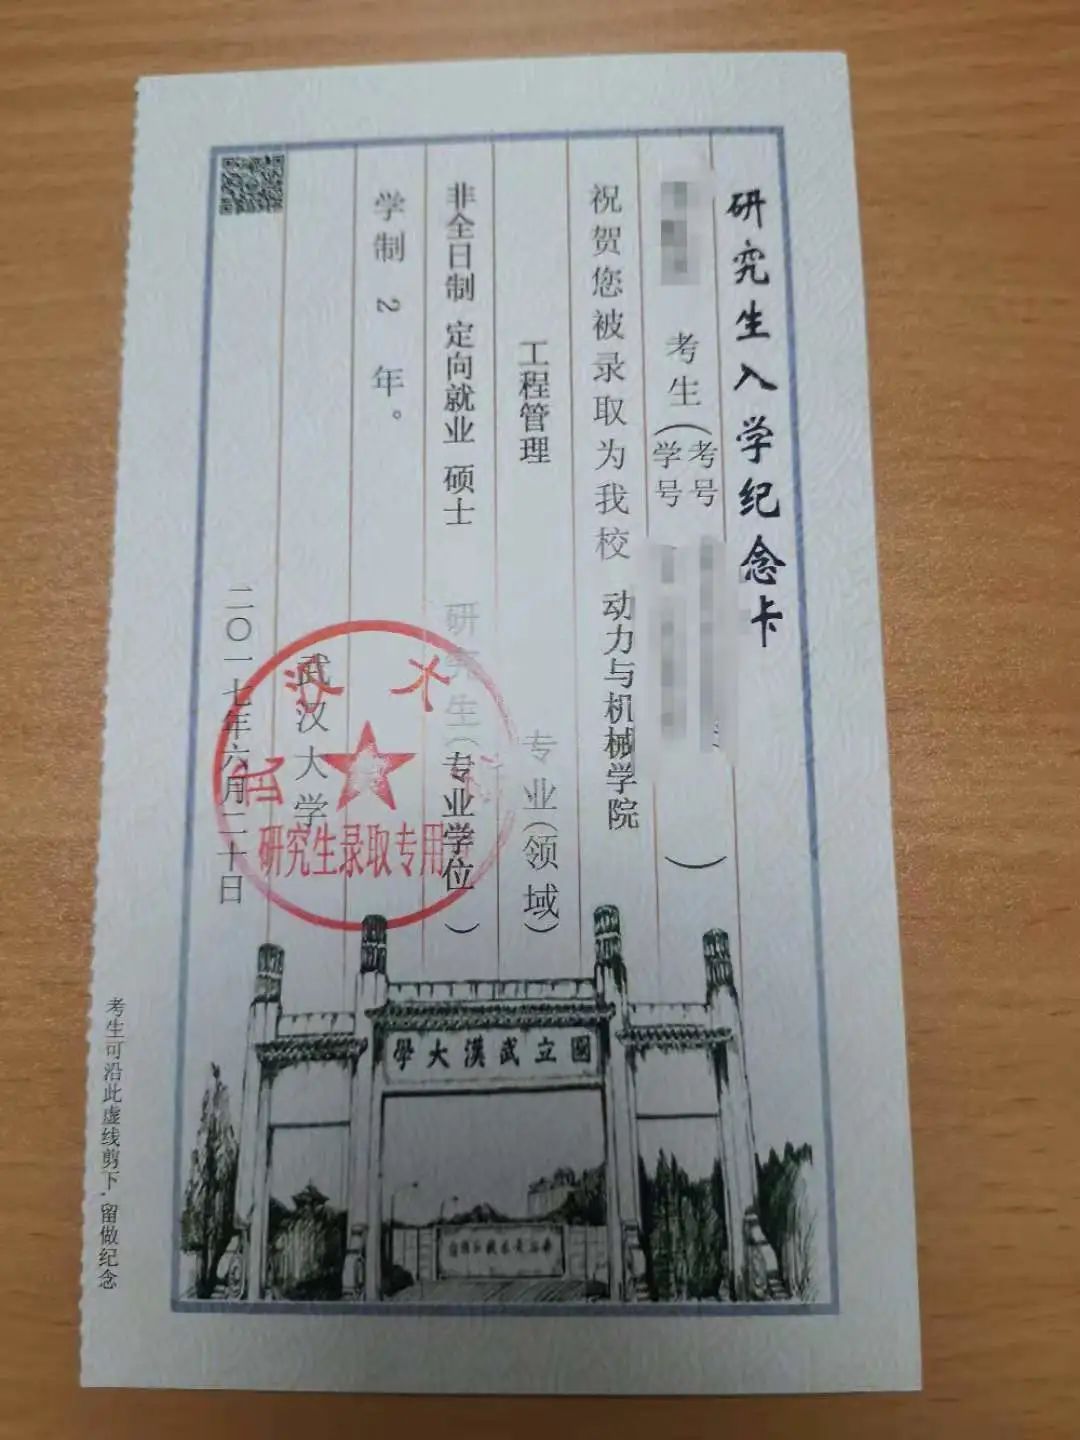 研究生入学纪念卡
考生(考号
学号)
祝贺您被录取为我校 动力与机械学院
工程管理 专业(领域)
非全日制 定向就业 硕士 研究生(专业学位)
学制 2 年。
武汉大学
二〇一七年六月二十日
研究生录取专用
國立武漢大學
考生可沿此虚线剪下,留做纪念